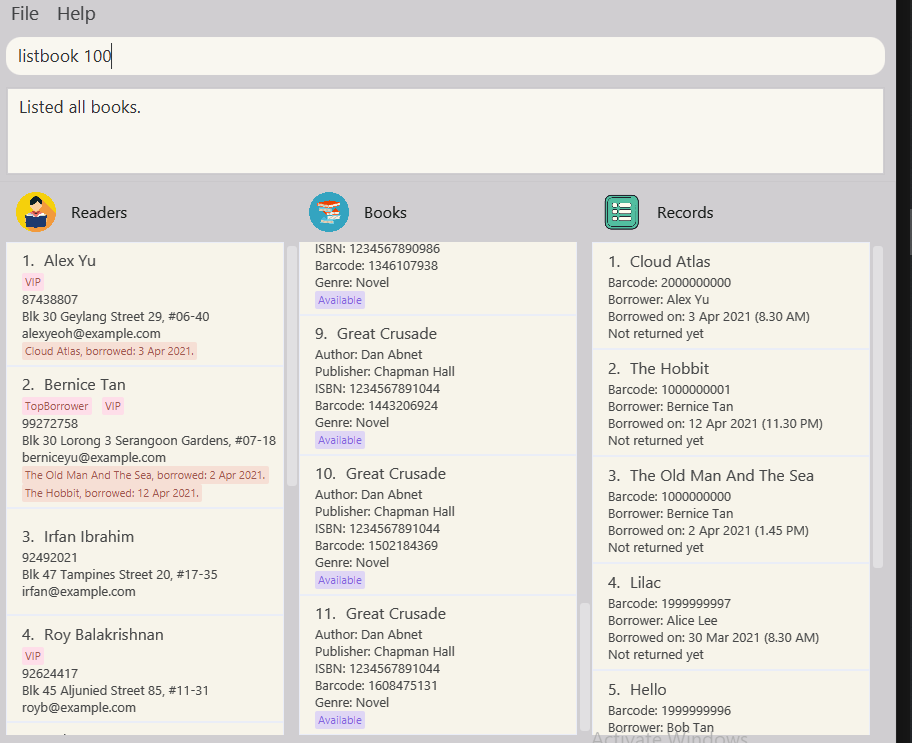 File Help
listbook 100
Listed all books.
Readers
1. Alex Yu
VIP
87438807
Blk 30 Geylang Street 29, #06-40
alexyeoh@example.com
Cloud Atlas, borrowed: 3 Apr 2021.
2. Bernice Tan
TopBorrower VIP
99272758
Blk 30 Lorong 3 Serangoon Gardens, #07-18
berniceyu@example.com
The Old Man And The Sea, borrowed: 2 Apr 2021.
The Hobbit, borrowed: 12 Apr 2021.
3. Irfan Ibrahim
92492021
Blk 47 Tampines Street 20, #17-35
irfan@example.com
4. Roy Balakrishnan
VIP
92624417
Blk 45 Aljunied Street 85, #11-31
royb@example.com
Books
ISBN: 1234567890986
Barcode: 1346107938
Genre: Novel
Available
9. Great Crusade
Author: Dan Abnet
Publisher: Chapman Hall
ISBN: 1234567891044
Barcode: 1443206924
Genre: Novel
Available
10. Great Crusade
Author: Dan Abnet
Publisher: Chapman Hall
ISBN: 1234567891044
Barcode: 1502184369
Genre: Novel
Available
11. Great Crusade
Author: Dan Abnet
Publisher: Chapman Hall
ISBN: 1234567891044
Barcode: 1608475131
Genre: Novel
Available
Records
1. Cloud Atlas
Barcode: 2000000000
Borrower: Alex Yu
Borrowed on: 3 Apr 2021 (8.30 AM)
Not returned yet
2. The Hobbit
Barcode: 1000000001
Borrower: Bernice Tan
Borrowed on: 12 Apr 2021 (11.30 PM)
Not returned yet
3. The Old Man And The Sea
Barcode: 1000000000
Borrower: Bernice Tan
Borrowed on: 2 Apr 2021 (1.45 PM)
Not returned yet
4. Lilac
Barcode: 1999999997
Borrower: Alice Lee
Borrowed on: 30 Mar 2021 (8.30 AM)
Not returned yet
5. Hello
Barcode: 1999999996
Borrower: Bob Tan
Activate Windows